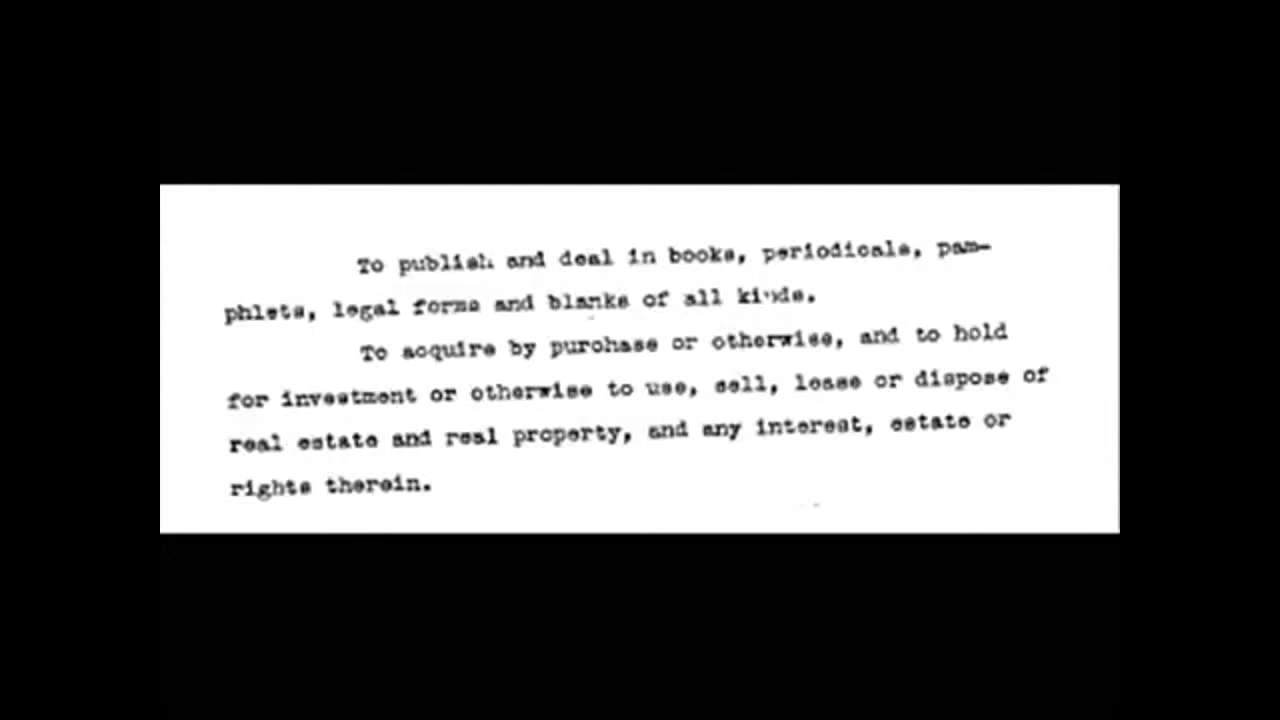 To publish and deal in books, periodicals, pam-
phlets, legal forms and blanks of all kinds.
To acquire by purchase or otherwise, and to hold
for investment or otherwise to use, sell, lease or dispose of
real estate and real property, and any interest, estate or
rights therein.